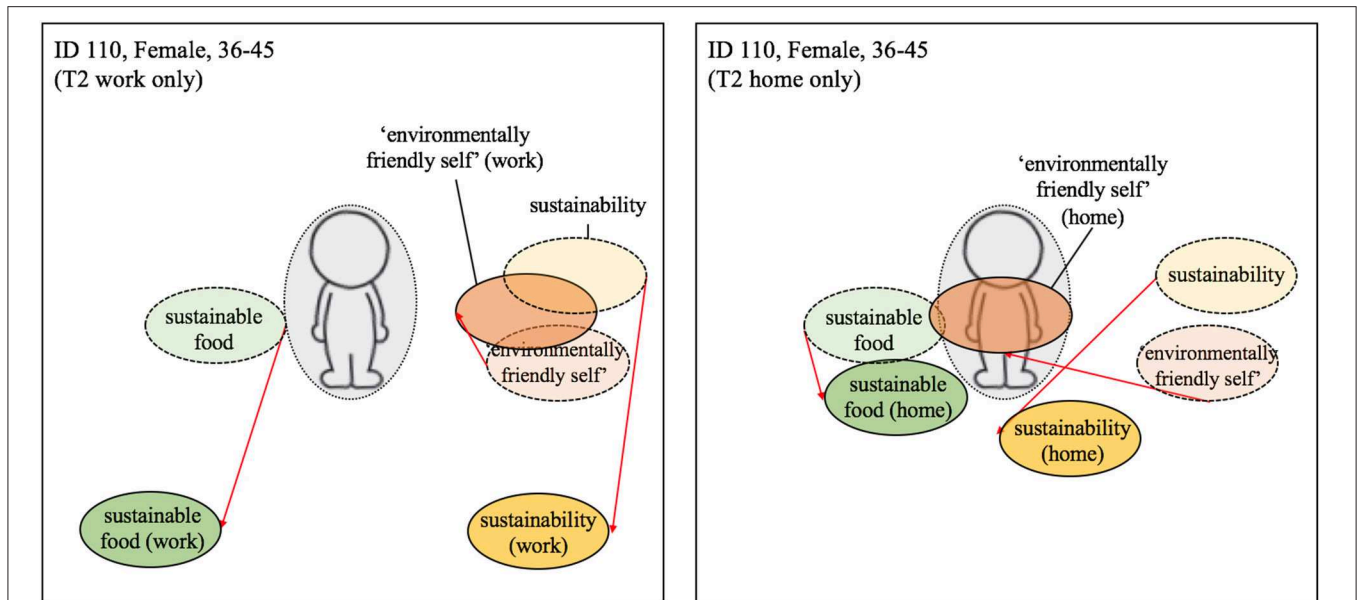 ID 110, Female, 36-45
(T2 work only)
‘environmentally
friendly self’ (work)
sustainability
sustainable
food
‘environmentally
friendly self’
sustainable
food (work)
sustainability
(work)
ID 110, Female, 36-45
(T2 home only)
‘environmentally
friendly self’
(home)
sustainability
sustainable
food
‘environmentally
friendly self’
sustainable
food (home)
sustainability
(home)